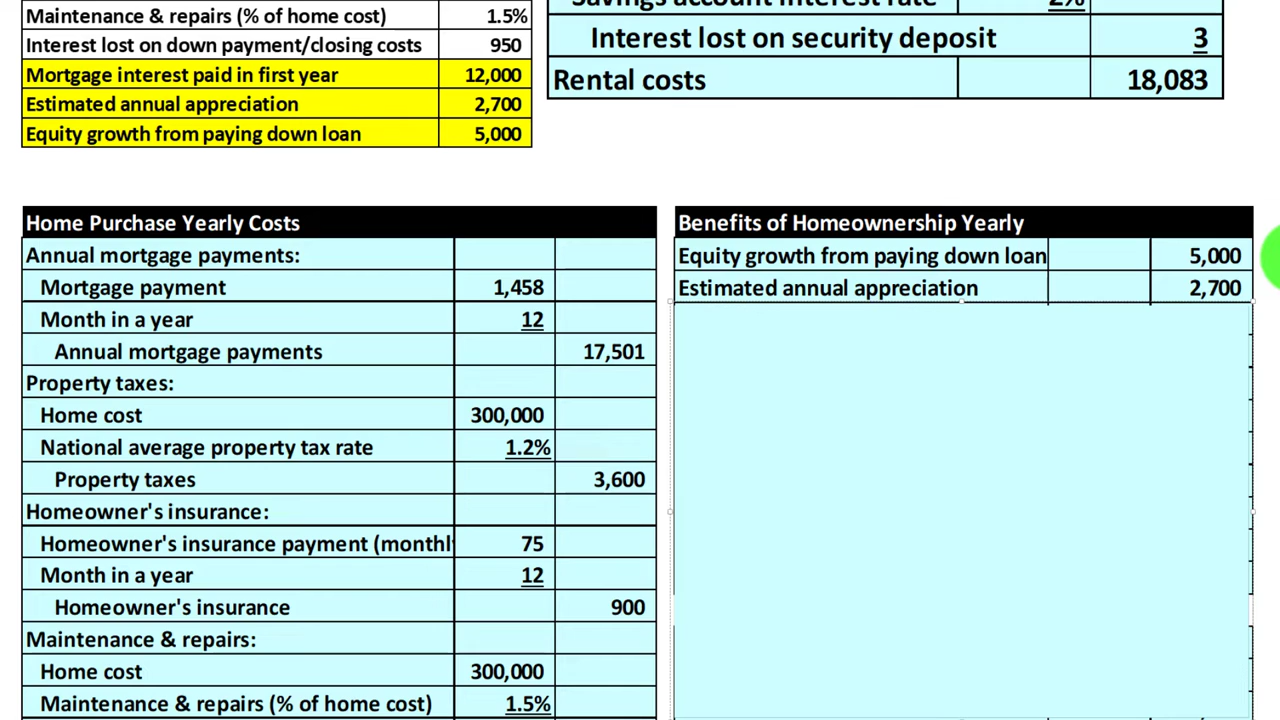 Maintenance & repairs (% of home cost) 1.5%
Interest lost on down payment/closing costs 950
Mortgage interest paid in first year 12,000
Estimated annual appreciation 2,700
Equity growth from paying down loan 5,000
Savings account interest rate 2%
Interest lost on security deposit 3
Rental costs 18,083
Home Purchase Yearly Costs
Annual mortgage payments:
Mortgage payment 1,458
Month in a year 12
Annual mortgage payments 17,501
Property taxes:
Home cost 300,000
National average property tax rate 1.2%
Property taxes 3,600
Homeowner's insurance:
Homeowner's insurance payment (monthl 75
Month in a year 12
Homeowner's insurance 900
Maintenance & repairs:
Home cost 300,000
Maintenance & repairs (% of home cost) 1.5%
Benefits of Homeownership Yearly
Equity growth from paying down loan 5,000
Estimated annual appreciation 2,700